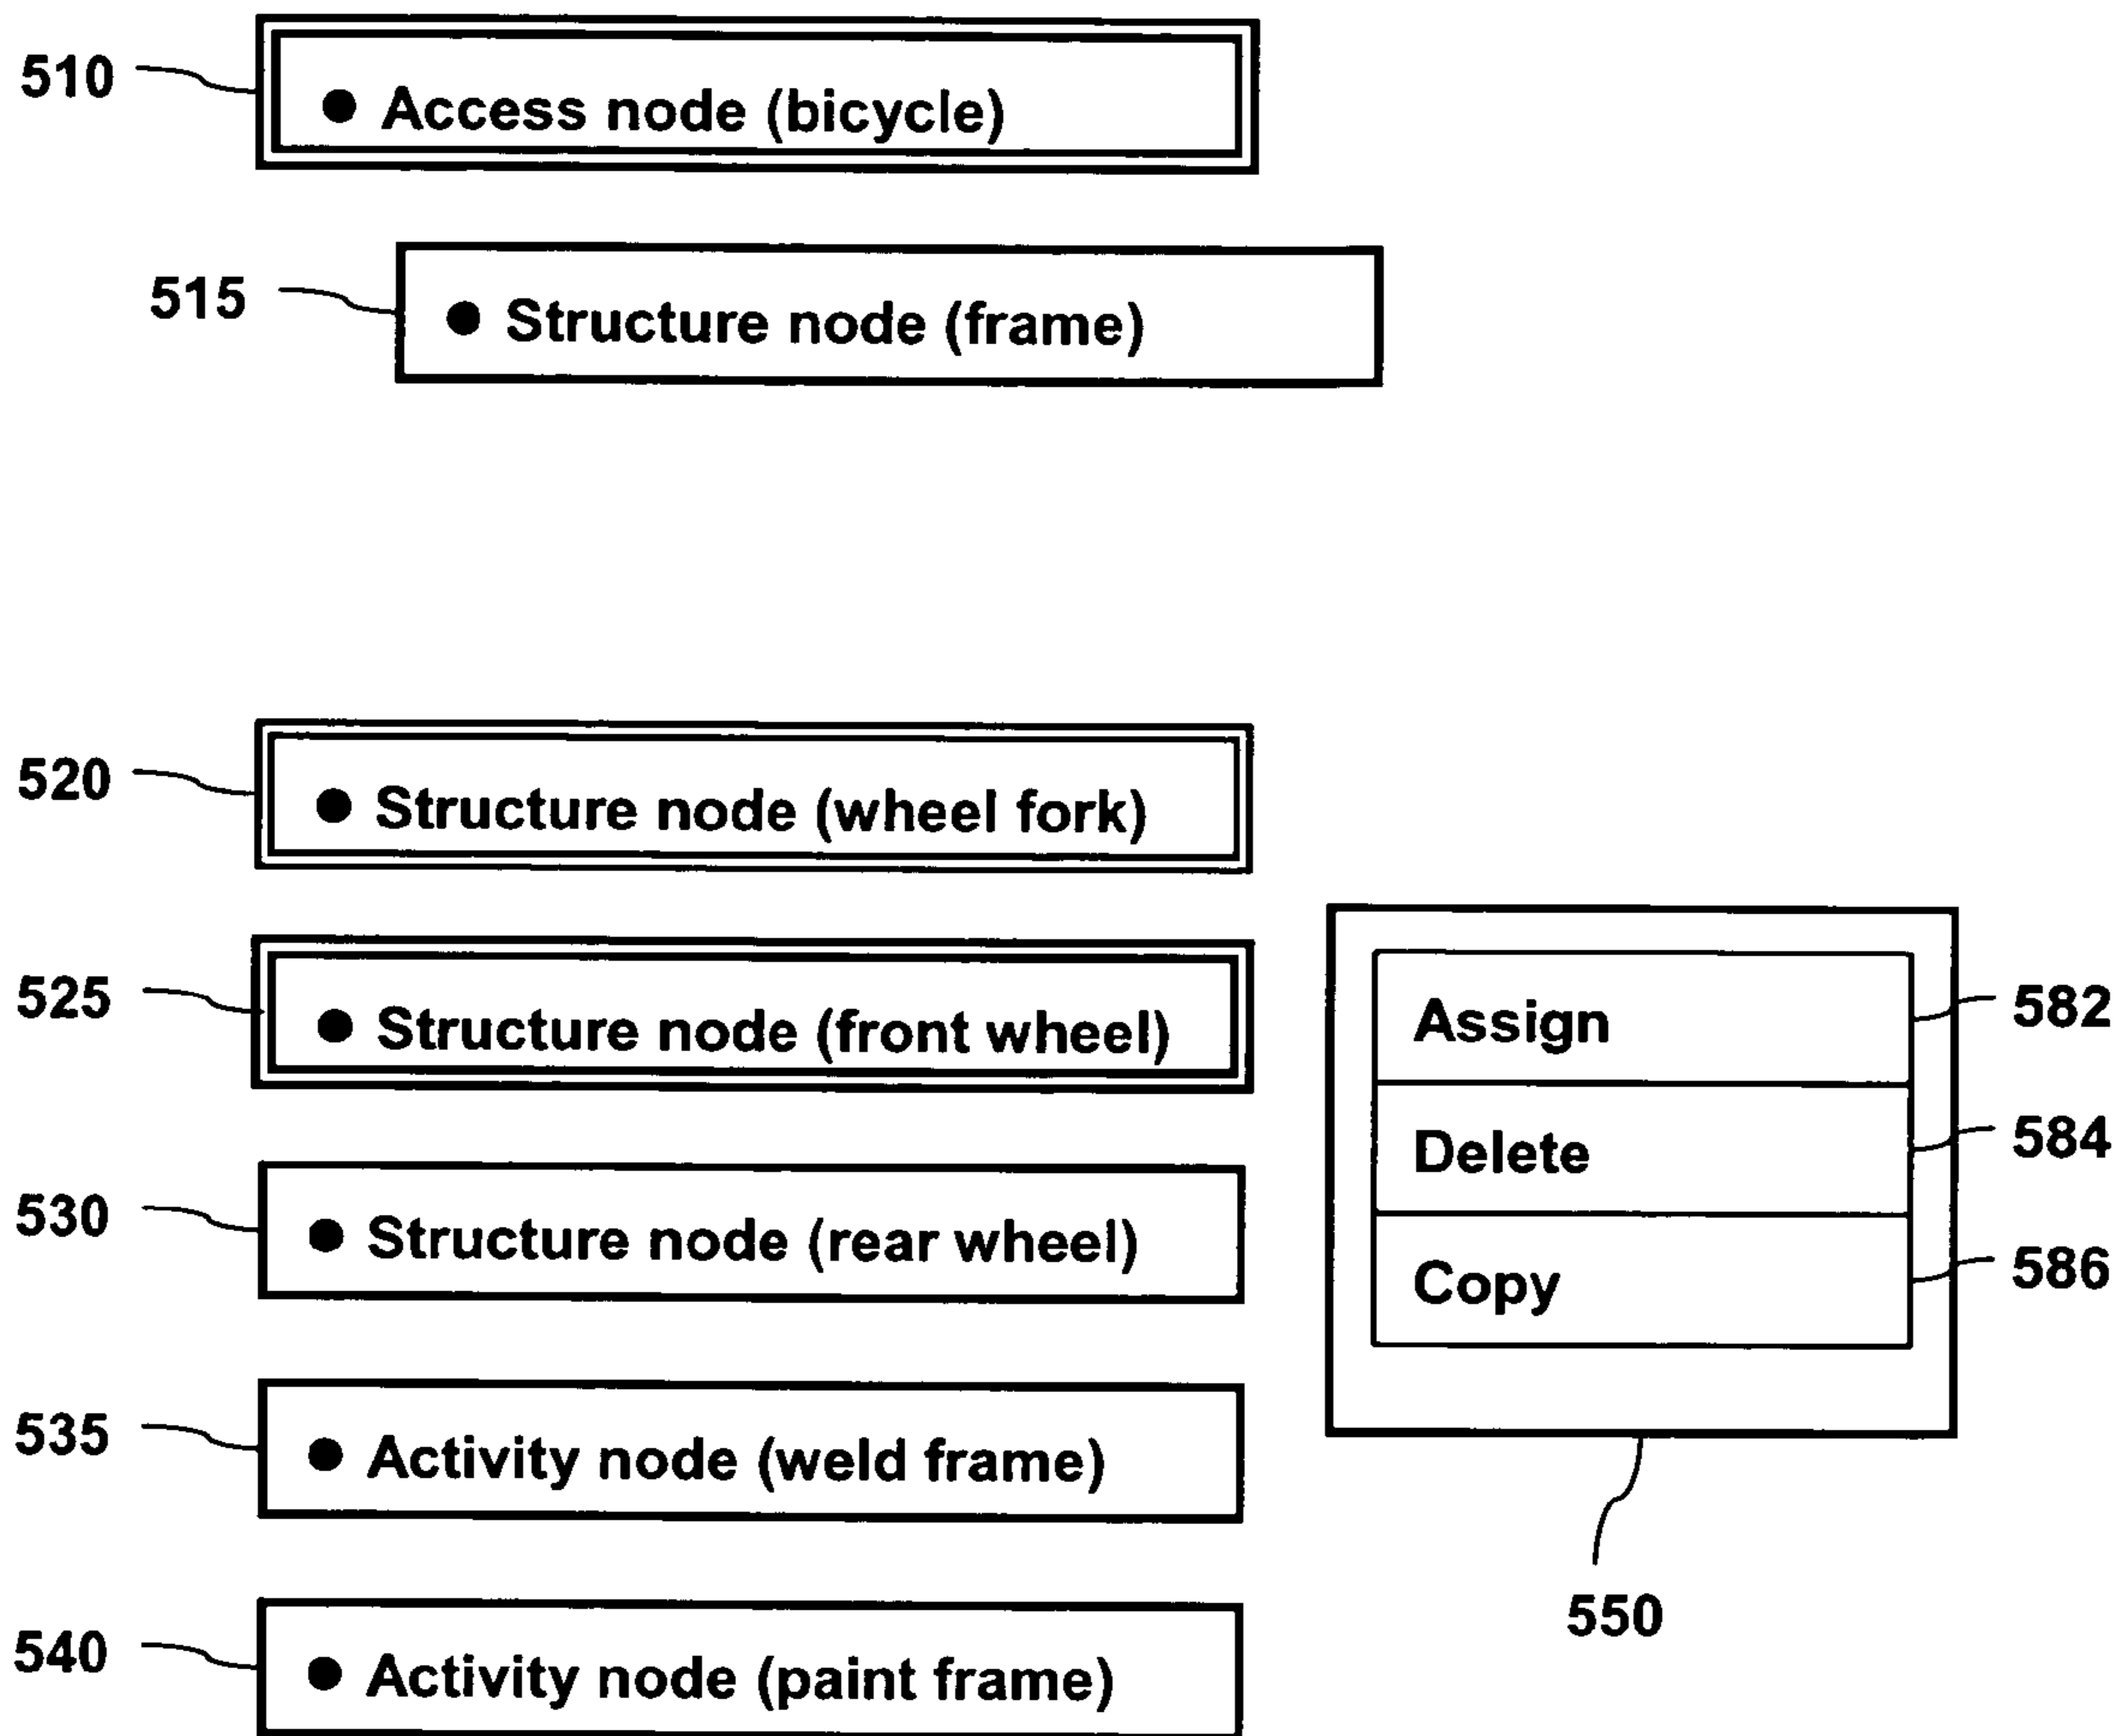 510
● Access node (bicycle)
515
● Structure node (frame)
520
● Structure node (wheel fork)
525
● Structure node (front wheel)
530
● Structure node (rear wheel)
535
● Activity node (weld frame)
540
● Activity node (paint frame)
Assign
582
Delete
584
Copy
586
550